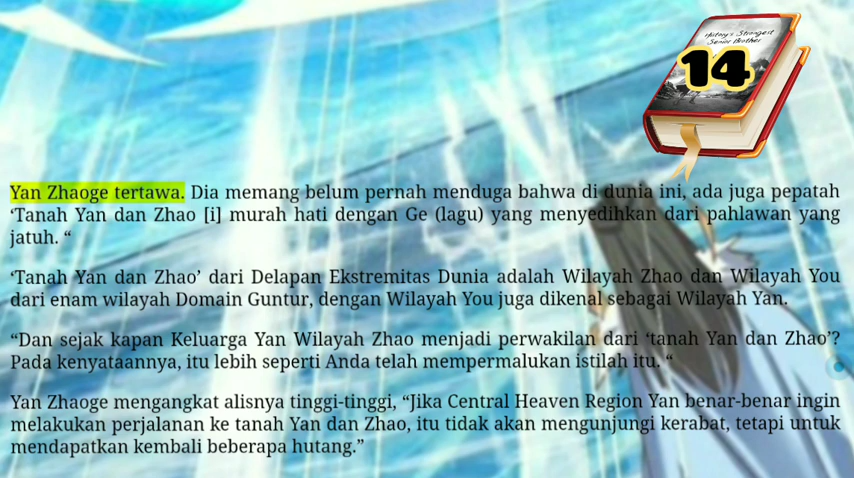 History's Strongest
Senior Brother
14
Yan Zhaoge tertawa. Dia memang belum pernah menduga bahwa di dunia ini, ada juga pepatah
‘Tanah Yan dan Zhao [i] murah hati dengan Ge (lagu) yang menyedihkan dari pahlawan yang
jatuh. “
‘Tanah Yan dan Zhao’ dari Delapan Ekstremitas Dunia adalah Wilayah Zhao dan Wilayah You
dari enam wilayah Domain Guntur, dengan Wilayah You juga dikenal sebagai Wilayah Yan.
“Dan sejak kapan Keluarga Yan Wilayah Zhao menjadi perwakilan dari ‘tanah Yan dan Zhao’?
Pada kenyataannya, itu lebih seperti Anda telah mempermalukan istilah itu. “
Yan Zhaoge mengangkat alisnya tinggi-tinggi, “Jika Central Heaven Region Yan benar-benar ingin
melakukan perjalanan ke tanah Yan dan Zhao, itu tidak akan mengunjungi kerabat, tetapi untuk
mendapatkan kembali beberapa hutang.”